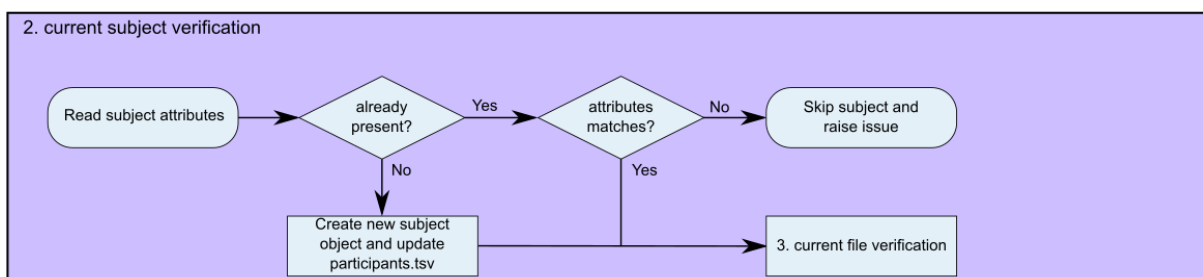 2. current subject verification
Read subject attributes
already
present?
Yes
attributes
matches?
No
Skip subject and
raise issue
No
Yes
Create new subject
object and update
participants.tsv
3. current file verification